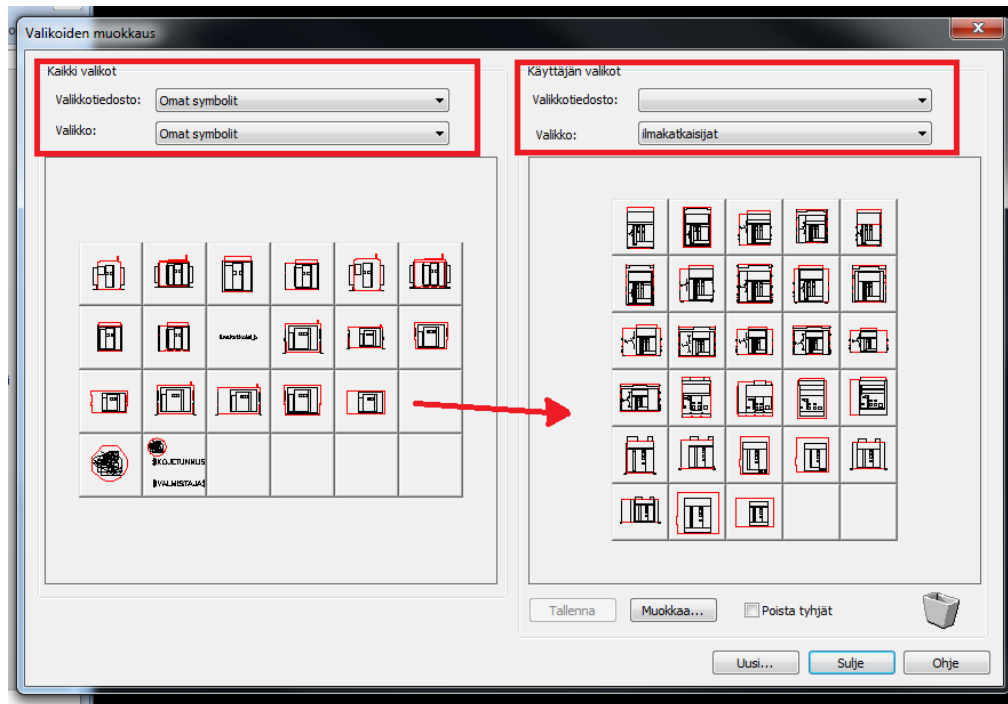 Valikoiden muokkaus
Kaikki valikot
Valikkotiedosto: Omat symbolit
Valikko: Omat symbolit
Käyttäjän valikot
Valikkotiedosto:
Valikko: ilmakatkaisijat
KOJETUNNUS
VALMISTAJA
Tallenna
Muokkaa...
Poista tyhjät
Uusi...
Sulje
Ohje